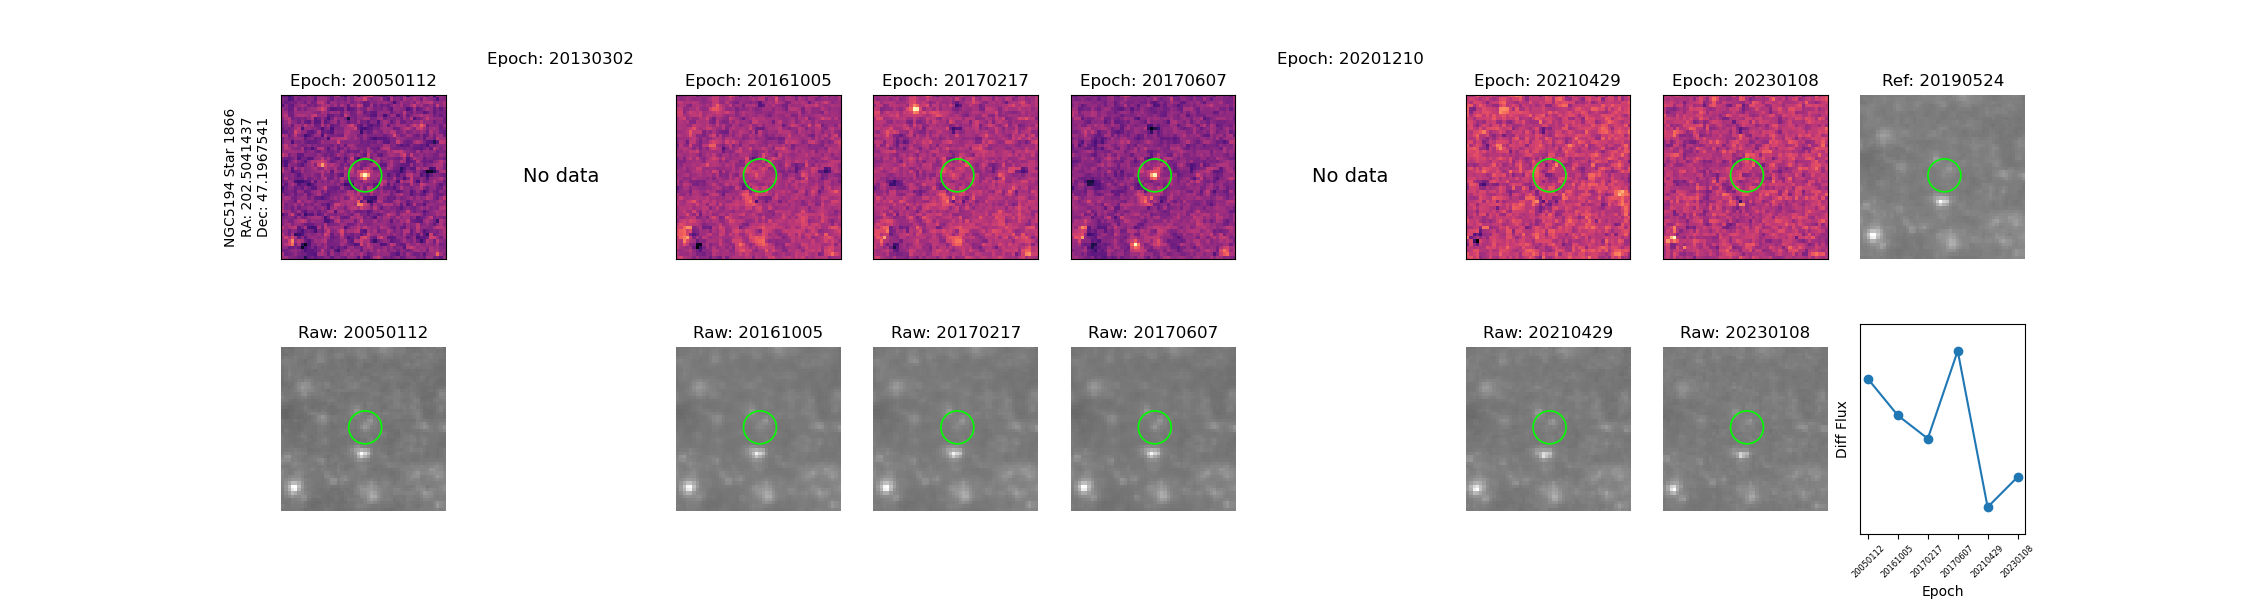 NGC5194 Star 1866
RA: 202.5041437
Dec: 47.1967541
Epoch: 20050112
Epoch: 20130302
No data
Epoch: 20161005
Epoch: 20170217
Epoch: 20170607
Epoch: 20201210
No data
Epoch: 20210429
Epoch: 20230108
Ref: 20190524
Raw: 20050112
Raw: 20161005
Raw: 20170217
Raw: 20170607
Raw: 20210429
Raw: 20230108
Diff Flux
20050112
20161005
20170217
20170607
20210429
20230108
Epoch